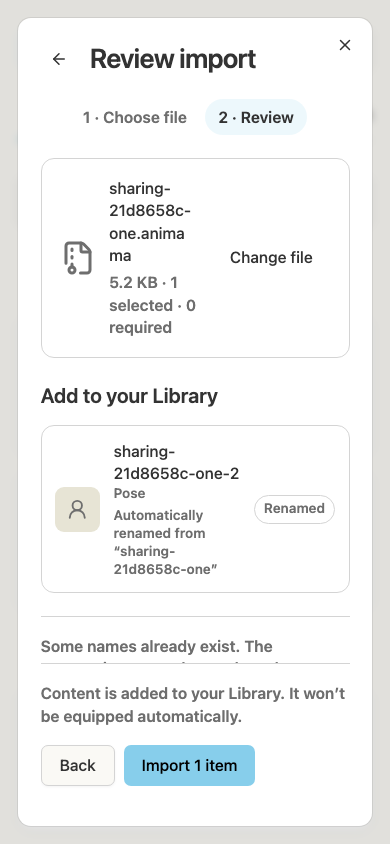 Review import
1 · Choose file
2 · Review
sharing-
21d8658c-
one.anima
ma
5.2 KB · 1
selected · 0
required
Change file
Add to your Library
sharing-
21d8658c-one-2
Pose
Automatically
renamed from
“sharing-
21d8658c-one”
Renamed
Some names already exist. The
Content is added to your Library. It won’t
be equipped automatically.
Back
Import 1 item